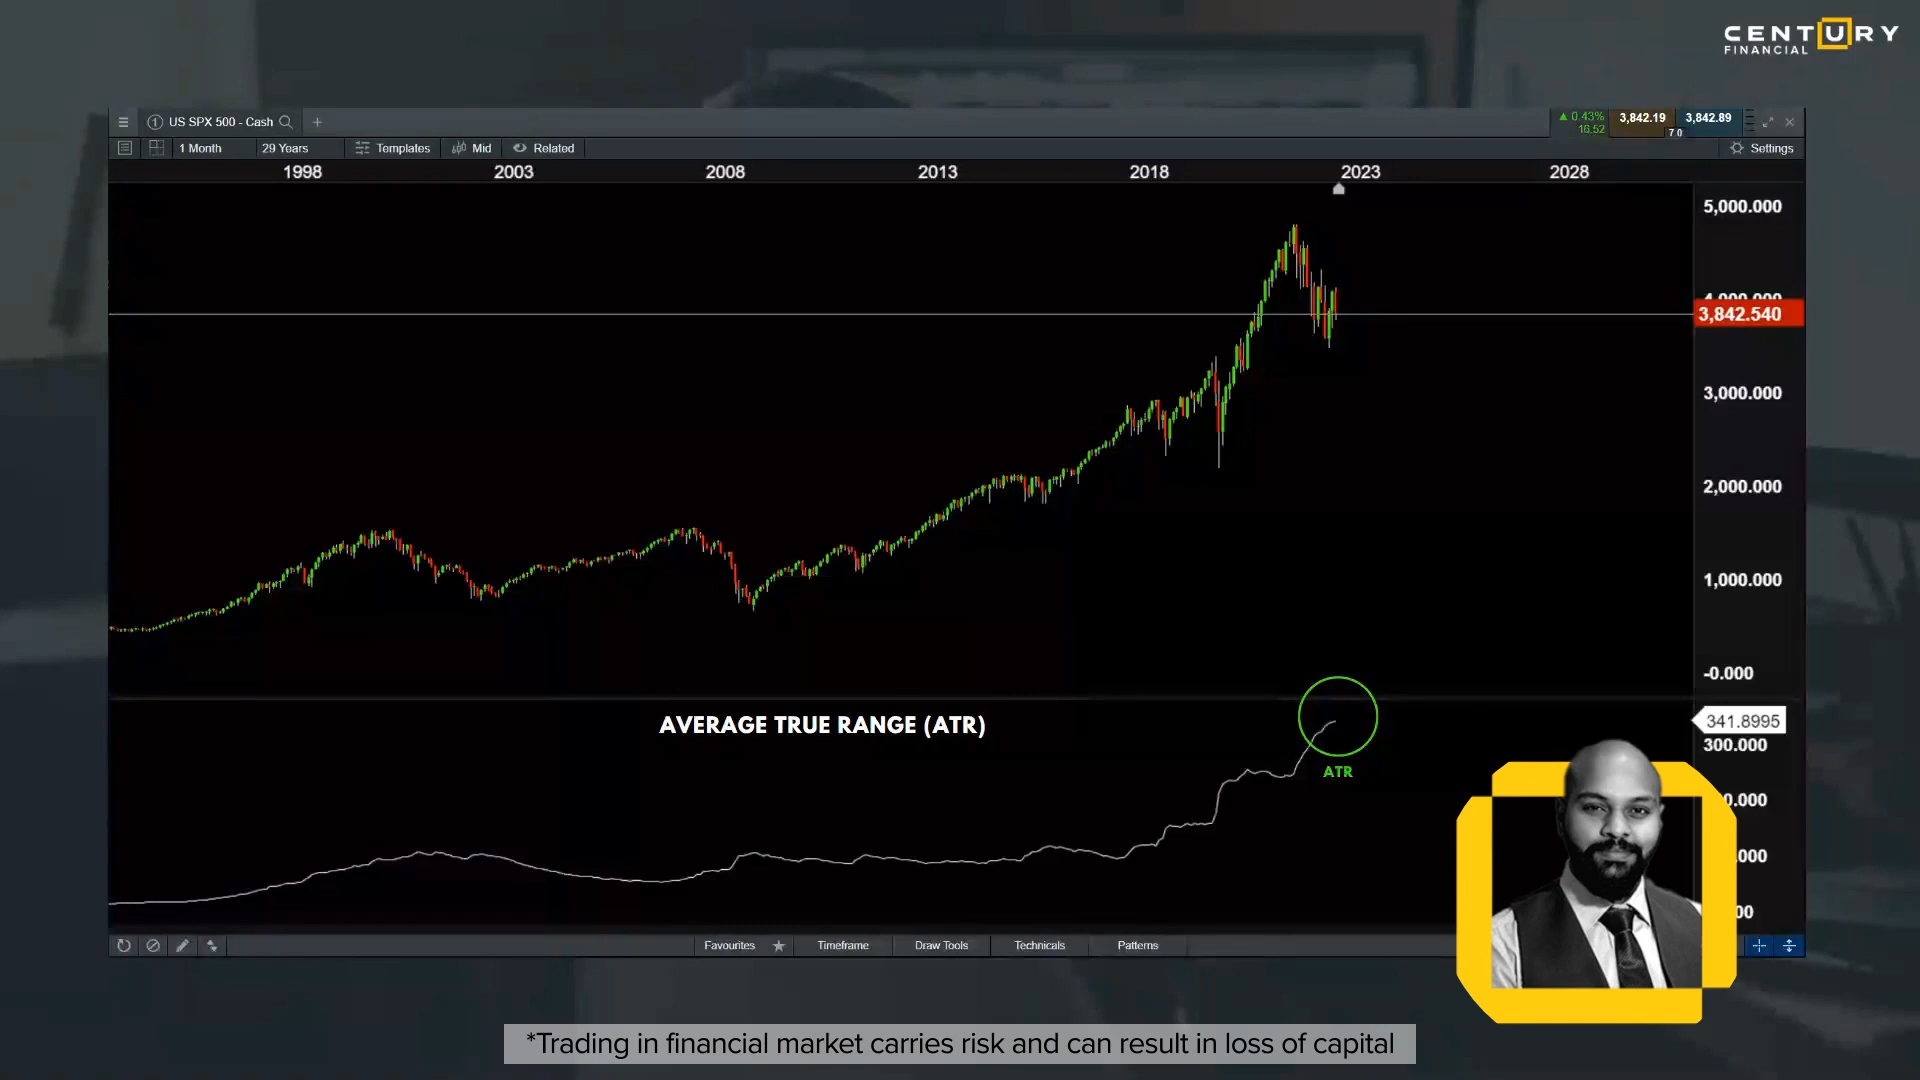 CENTURY
FINANCIAL
1 US SPX 500 - Cash
+
0.43%
16.52
3,842.19
3,842.89
7 0
1 Month
29 Years
Templates
Mid
Related
Settings
1998
2003
2008
2013
2018
2023
2028
5,000.000
3,842.540
3,000.000
2,000.000
1,000.000
-0.000
AVERAGE TRUE RANGE (ATR)
341.8995
300.000
ATR
Favourites
Timeframe
Draw Tools
Technicals
Patterns
*Trading in financial market carries risk and can result in loss of capital